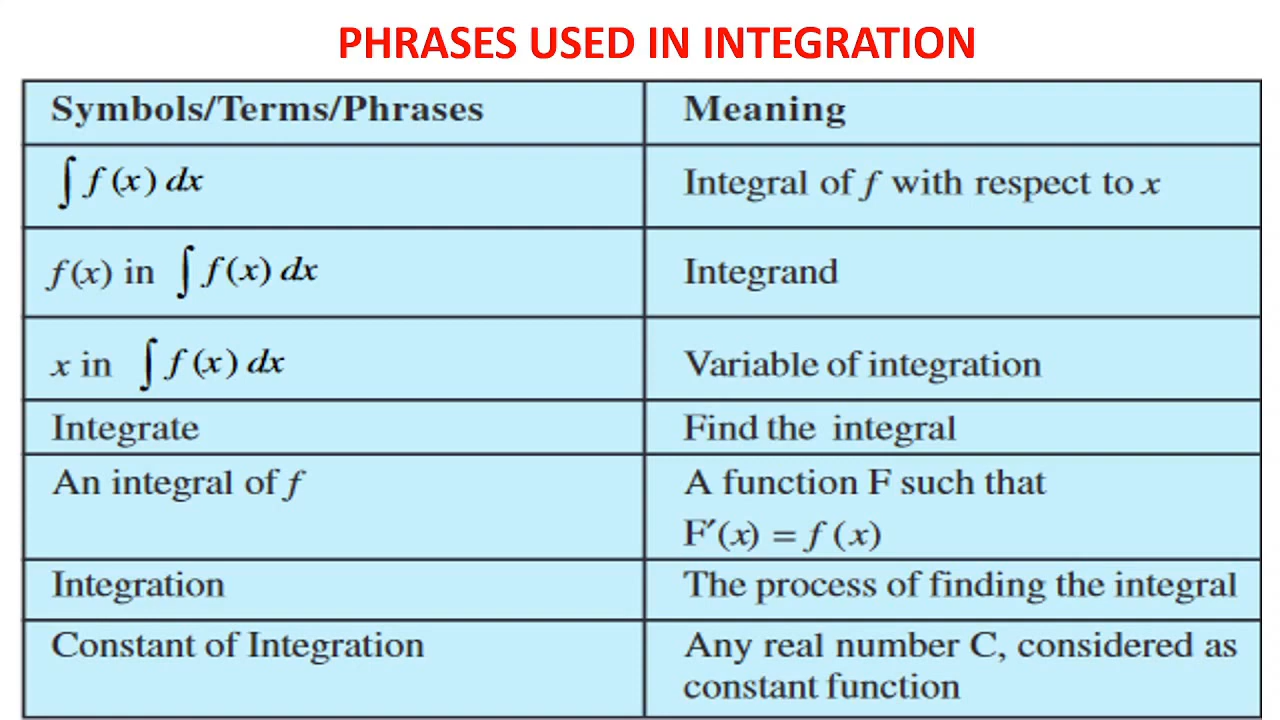 PHRASES USED IN INTEGRATION
Symbols/Terms/Phrases Meaning
∫ f (x) dx Integral of f with respect to x
f (x) in ∫ f (x) dx Integrand
x in ∫ f (x) dx Variable of integration
Integrate Find the integral
An integral of f A function F such that
F′(x) = f (x)
Integration The process of finding the integral
Constant of Integration Any real number C, considered as
constant function